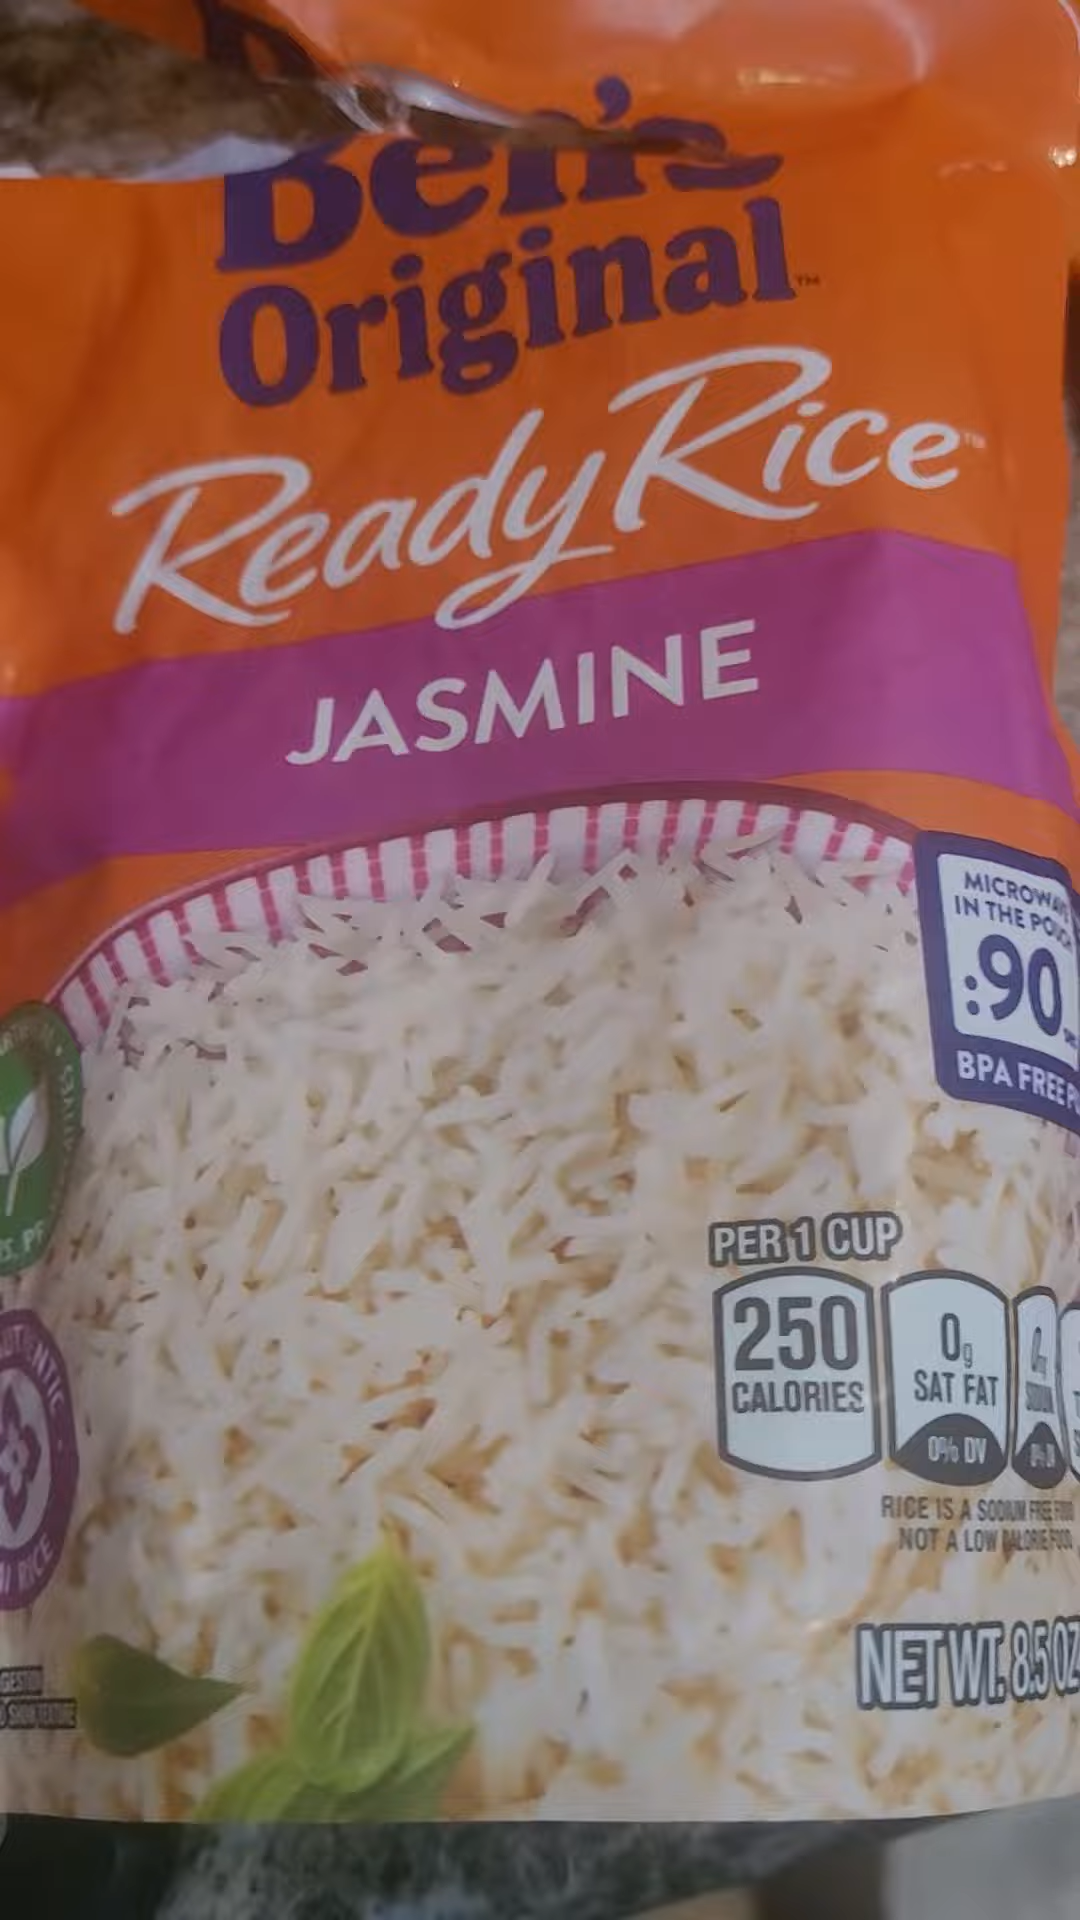 Ben's
Original™
Ready Rice™
JASMINE
MICROWAVE
IN THE POUCH
:90
BPA FREE
PER 1 CUP
250
CALORIES
0g
SAT FAT
0% DV
RICE IS A SODIUM FREE
NOT A LOW CALORIE FOOD
NET WT. 8.5 OZ
RICE